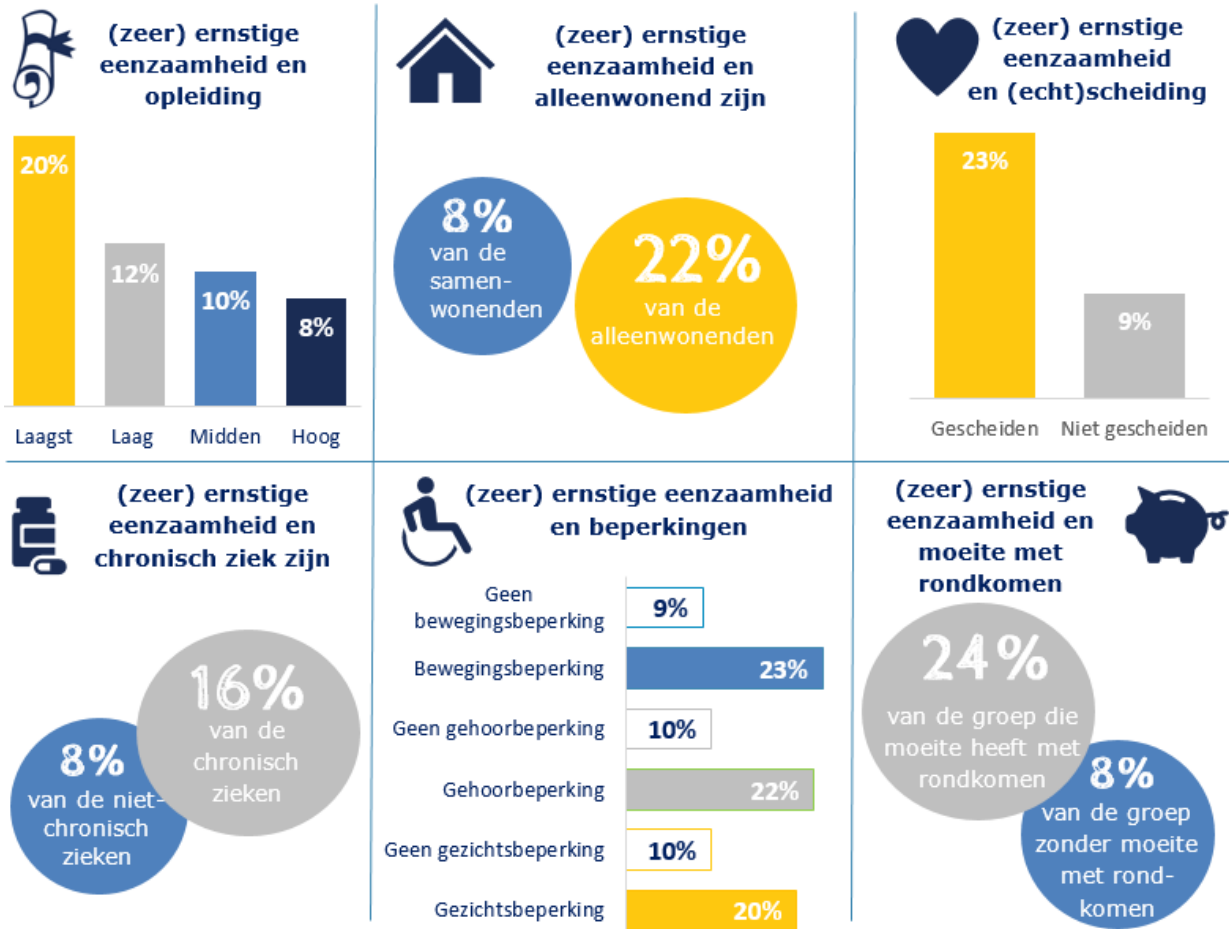 (zeer) ernstige
eenzaamheid en
opleiding
20%
12%
10%
8%
Laagst
Laag
Midden
Hoog
(zeer) ernstige
eenzaamheid en
alleenwonend zijn
8%
van de
samen-
wonenden
22%
van de
alleenwonenden
(zeer) ernstige
eenzaamheid
en (echt)scheiding
23%
9%
Gescheiden
Niet gescheiden
(zeer) ernstige
eenzaamheid en
chronisch ziek zijn
16%
van de
chronisch
zieken
8%
van de niet-
chronisch
zieken
(zeer) ernstige eenzaamheid
en beperkingen
Geen
bewegingsbeperking
9%
Bewegingsbeperking
23%
Geen gehoorbeperking
10%
Gehoorbeperking
22%
Geen gezichtsbeperking
10%
Gezichtsbeperking
20%
(zeer) ernstige
eenzaamheid en
moeite met
rondkomen
24%
van de groep die
moeite heeft met
rondkomen
8%
van de groep
zonder moeite
met rond-
komen